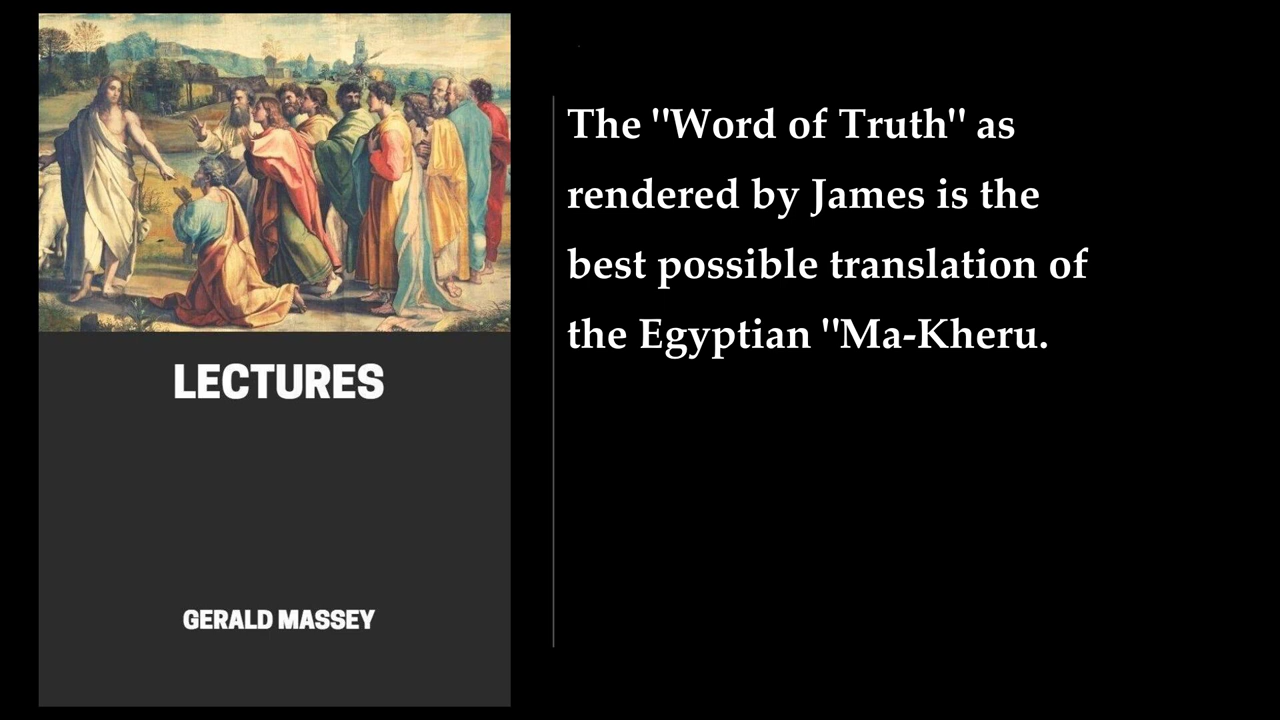 LECTURES
GERALD MASSEY
The "Word of Truth" as
rendered by James is the
best possible translation of
the Egyptian "Ma-Kheru.